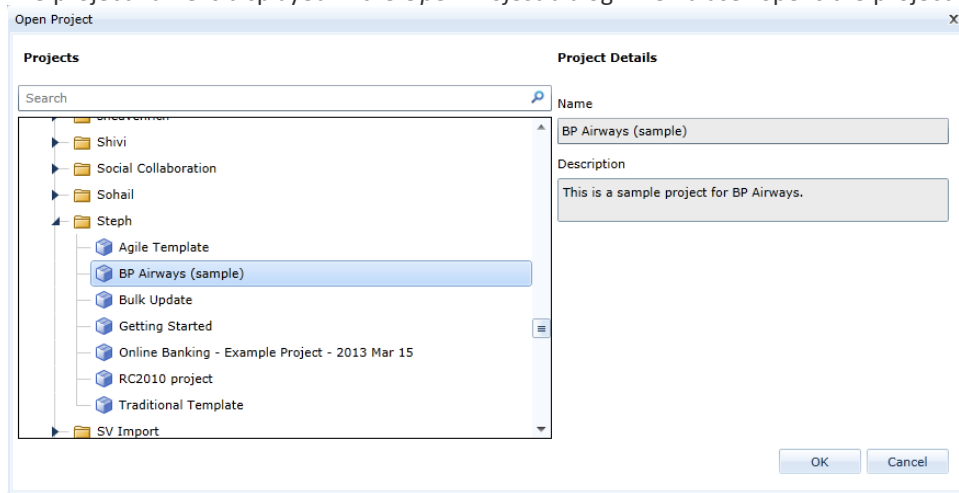 Open Project
x
Projects
Project Details
Search
Name
BP Airways (sample)
Description
This is a sample project for BP Airways.
Shivi
Social Collaboration
Sohail
Steph
Agile Template
BP Airways (sample)
Bulk Update
Getting Started
Online Banking - Example Project - 2013 Mar 15
RC2010 project
Traditional Template
SV Import
OK
Cancel